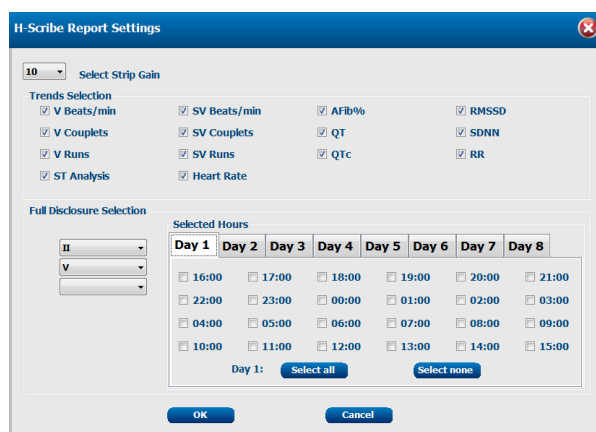 H-Scribe Report Settings
10 Select Strip Gain
Trends Selection
V Beats/min SV Beats/min AFib% RMSSD
V Couplets SV Couplets QT SDNN
V Runs SV Runs QTc RR
ST Analysis Heart Rate
Full Disclosure Selection
Selected Hours
II
V
Day 1 Day 2 Day 3 Day 4 Day 5 Day 6 Day 7 Day 8
16:00 17:00 18:00 19:00 20:00 21:00
22:00 23:00 00:00 01:00 02:00 03:00
04:00 05:00 06:00 07:00 08:00 09:00
10:00 11:00 12:00 13:00 14:00 15:00
Day 1: Select all Select none
OK Cancel